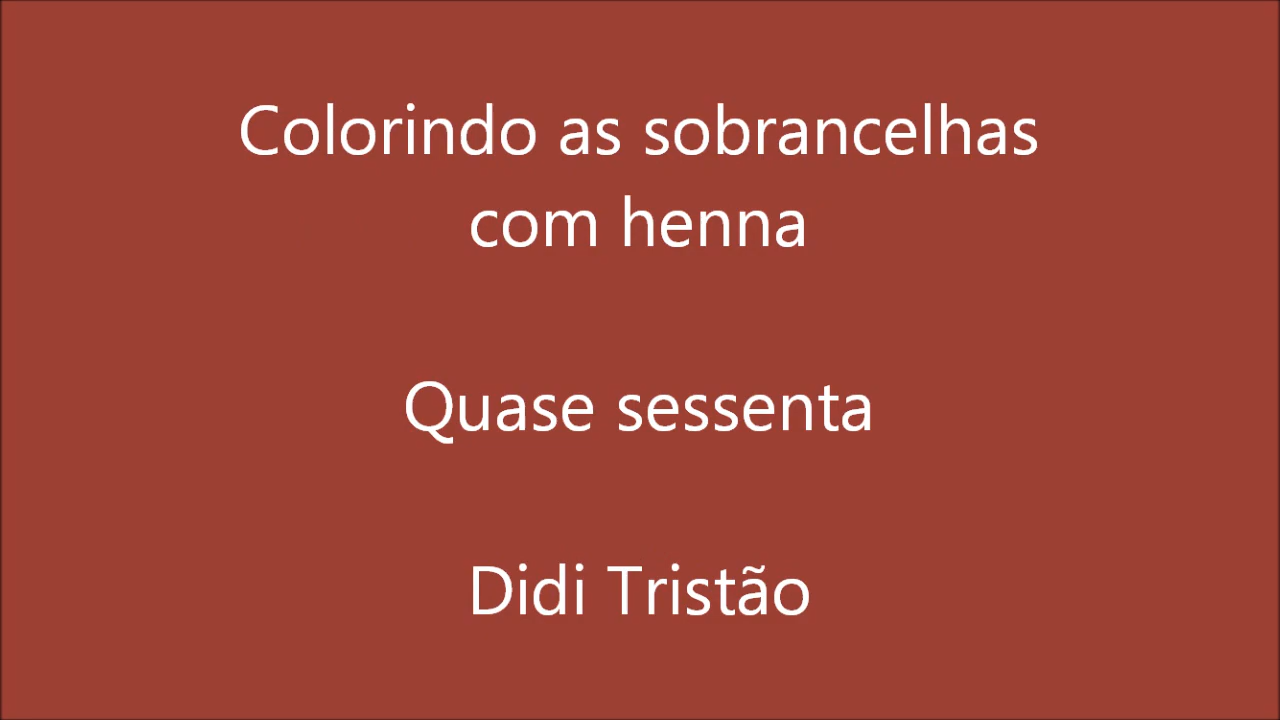 Colorindo as sobrancelhas
com henna
Quase sessenta
Didi Tristão